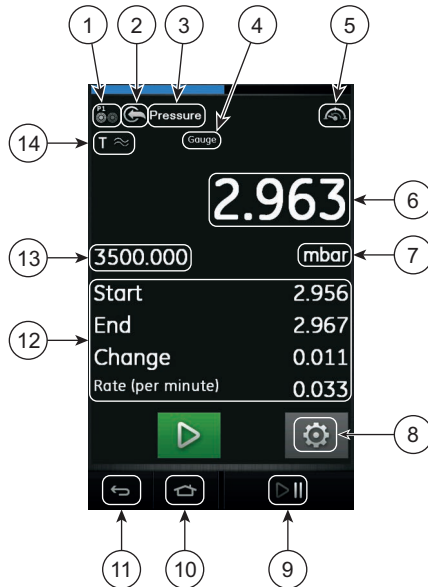 1 2 3 4 5
P1 Pressure
14 T Gauge
2.963 6
13 3500.000 mbar 7
Start 2.956
12 End 2.967
Change 0.011
Rate (per minute) 0.033
8
11 10 9